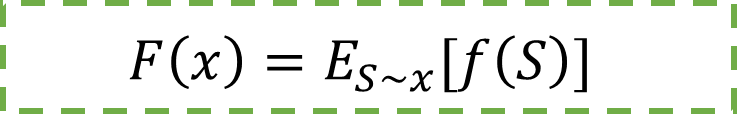 F(x) = E_{S~x}[f(S)]